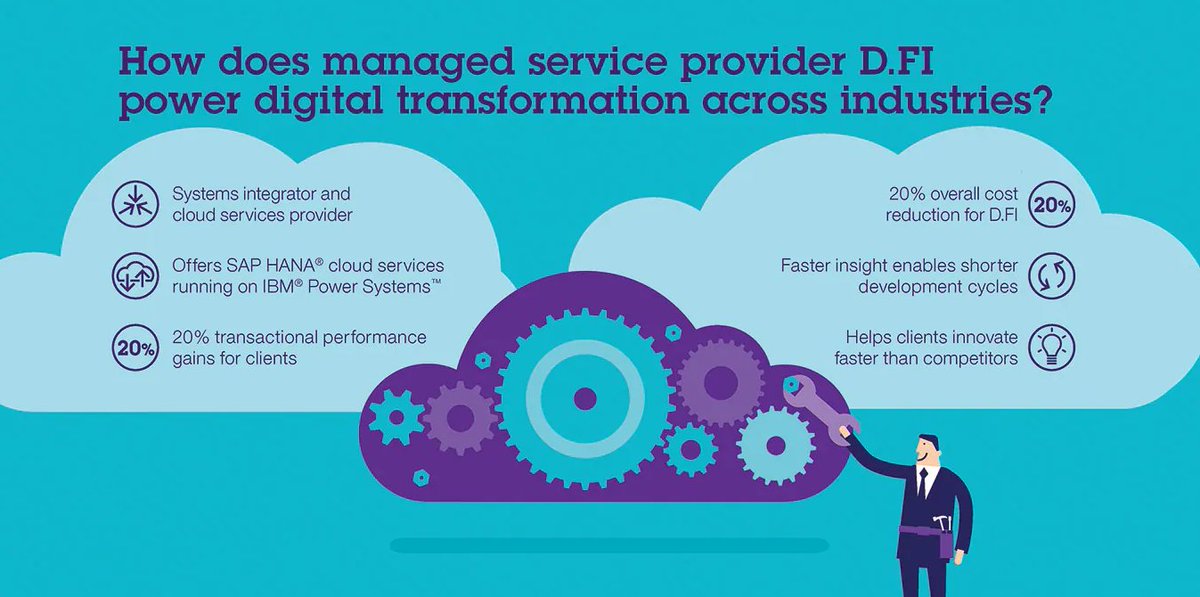 How does managed service provider D.FI
power digital transformation across industries?
Systems integrator and
cloud services provider
Offers SAP HANA® cloud services
running on IBM® Power Systems™
20%
20% transactional performance
gains for clients
20% overall cost
reduction for D.FI
20%
Faster insight enables shorter
development cycles
Helps clients innovate
faster than competitors